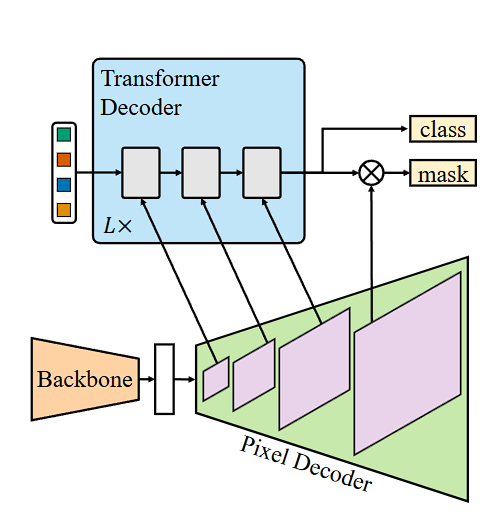 Transformer
Decoder
class
mask
L×
Backbone
Pixel Decoder